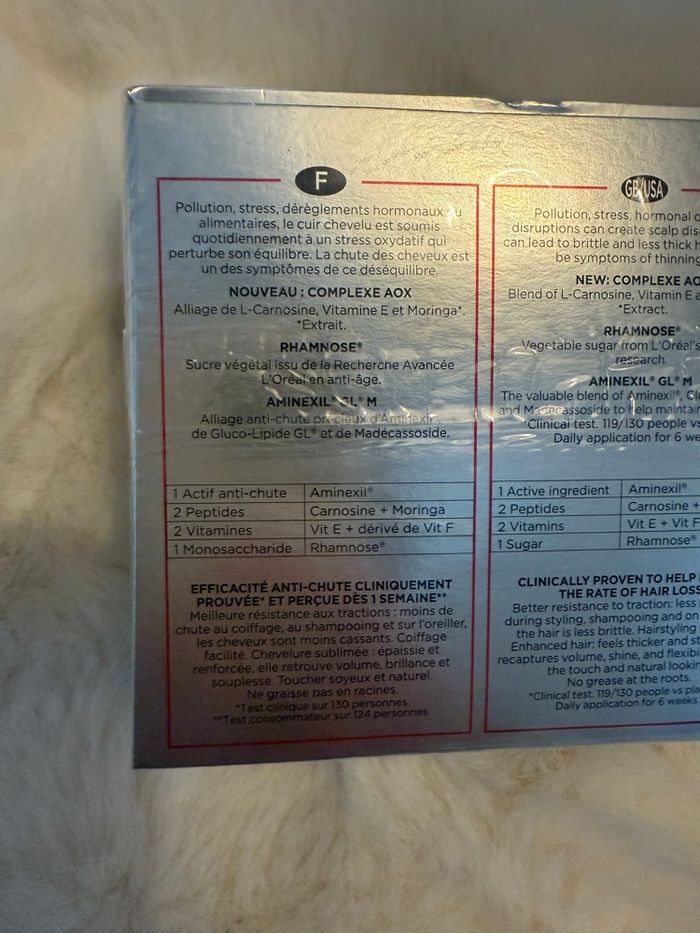 F
Pollution, stress, dérèglements hormonaux ou
alimentaires, le cuir chevelu est soumis
quotidiennement à un stress oxydatif qui
perturbe son équilibre. La chute des cheveux est
un des symptômes de ce déséquilibre.
NOUVEAU : COMPLEXE AOX
Alliage de L-Carnosine, Vitamine E et Moringa*.
*Extrait.
RHAMNOSE®
Sucre végétal issu de la Recherche Avancée
L'Oréal en anti-âge.
AMINEXIL® GL® M
Alliage anti-chute précieux d'Aminexil®
de Gluco-Lipide GL® et de Madécassoside.
1 Actif anti-chute Aminexil®
2 Peptides Carnosine + Moringa
2 Vitamines Vit E + dérivé de Vit F
1 Monosaccharide Rhamnose®
EFFICACITÉ ANTI-CHUTE CLINIQUEMENT
PROUVÉE* ET PERÇUE DÈS 1 SEMAINE**
Meilleure résistance aux tractions : moins de
chute au coiffage, au shampooing et sur l'oreiller,
les cheveux sont moins cassants. Coiffage
facilité. Chevelure sublimée : épaissie et
renforcée, elle retrouve volume, brillance et
souplesse. Toucher soyeux et naturel.
Ne graisse pas en racines.
*Test clinique sur 130 personnes.
**Test consommateur sur 124 personnes.
GB/USA
Pollution, stress, hormonal
disruptions can create scalp
can lead to brittle and less thick
be symptoms of thinning
NEW: COMPLEXE
Blend of L-Carnosine, Vitamin E
*Extract.
RHAMNOSE®
Vegetable sugar from L'Oréal's
research.
AMINEXIL® GL® M
The valuable blend of Aminexil®,
and Madecassoside to help
Clinical test. 119/130 people vs
Daily application for 6
1 Active ingredient Aminexil®
2 Peptides Carnosine +
2 Vitamins Vit E + Vit F
1 Sugar Rhamnose®
CLINICALLY PROVEN TO HELP
THE RATE OF HAIR LOSS
Better resistance to traction: less
during styling, shampooing and on
the hair is less brittle. Hairstyling
Enhanced hair: feels thicker and
recaptures volume, shine, and
the touch and natural
No grease at the roots.
*Clinical test. 119/130 people vs
Daily application for 6 weeks.